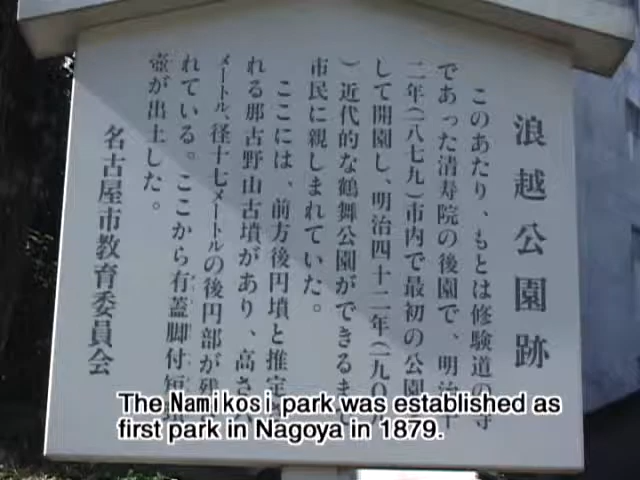 浪越公園跡
このあたり、もとは修験道の寺
であった清寿院の後園で、明治十
二年(一八七九)市内で最初の公園
して開園し、明治四十二年(一九〇
)近代的な鶴舞公園ができるまで
市民に親しまれていた。
ここには、前方後円墳と推定さ
れる那古野山古墳があり、高さ
メートル、径十七メートルの後円部が残
れている。ここから有蓋脚付短頸
壺が出土した。
名古屋市教育委員会
The Namikosi park was established as
first park in Nagoya in 1879.